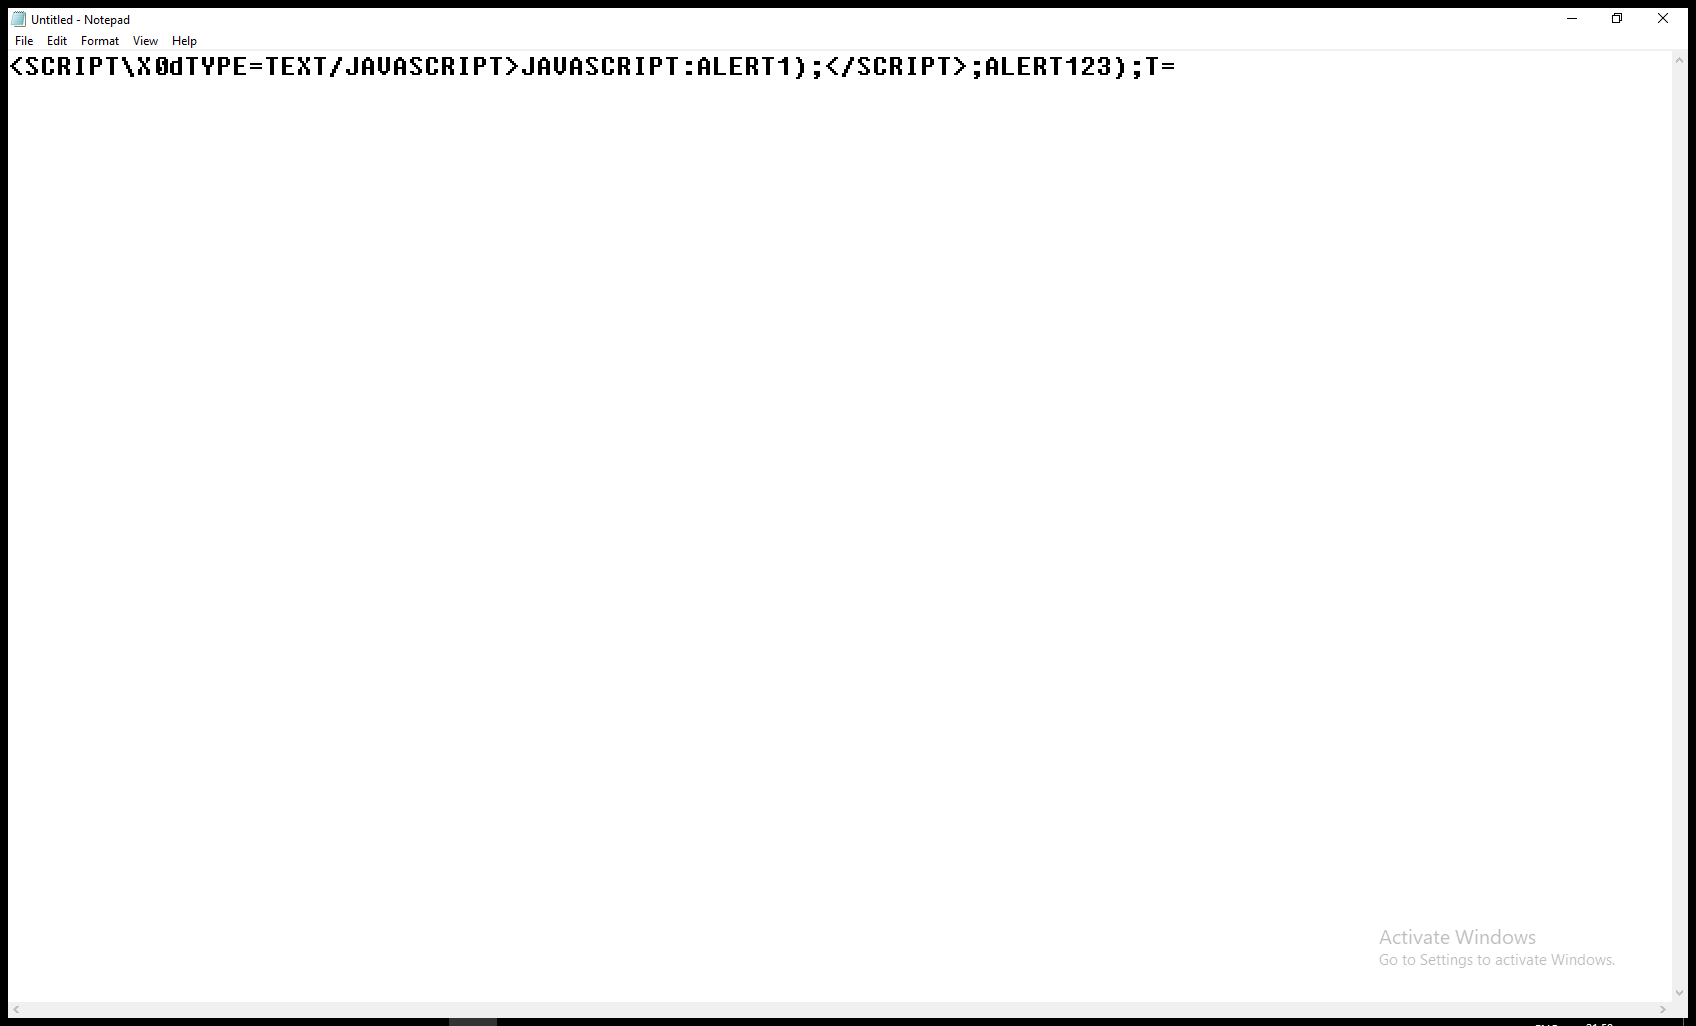 Untitled - Notepad
File Edit Format View Help
<SCRIPT\X0dTYPE=TEXT/JAVASCRIPT>JAVASCRIPT:ALERT1);</SCRIPT>;ALERT123);T=
Activate Windows
Go to Settings to activate Windows.